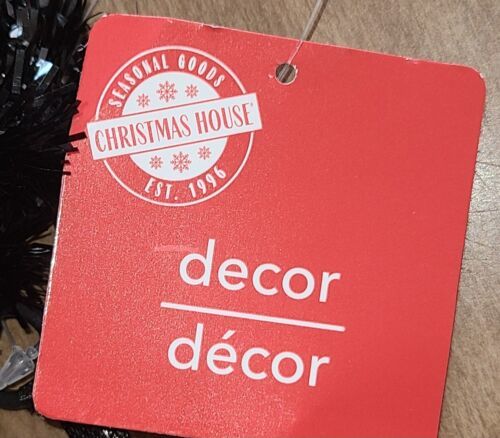 SEASONAL GOODS
CHRISTMAS HOUSE®
EST. 1996
decor
décor